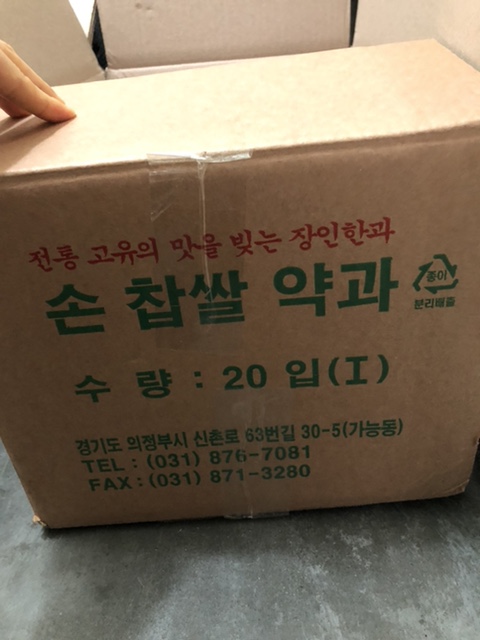 전통 고유의 맛을 빚는 장인한과
손 찹쌀 약과
종이
분리배출
수 량 : 20 입(I)
경기도 의정부시 신촌로 63번길 30-5(가능동)
TEL : (031) 876-7081
FAX : (031) 871-3280